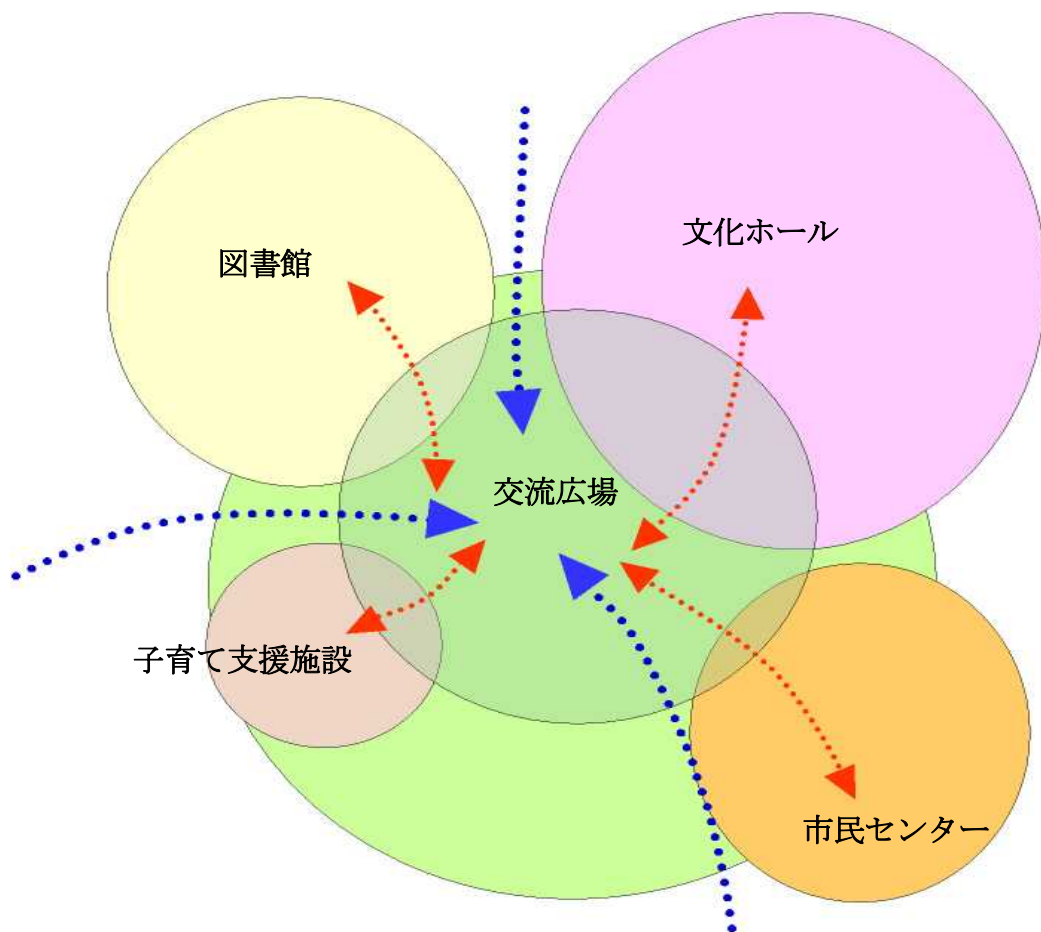 文化ホール
図書館
交流広場
子育て支援施設
市民センター